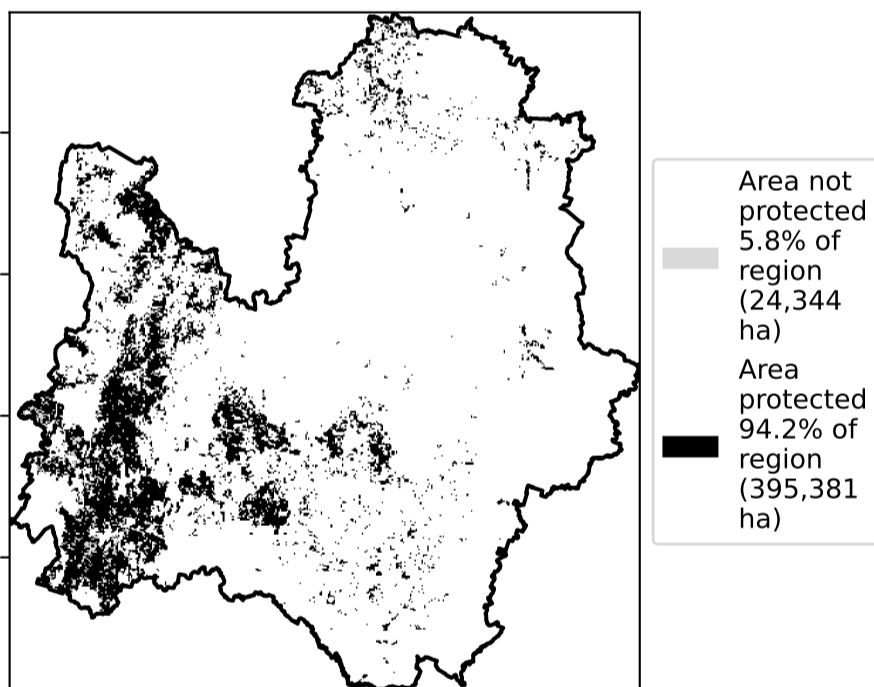 Area not
protected
5.8% of
region
(24,344
ha)
Area
protected
94.2% of
region
(395,381
ha)